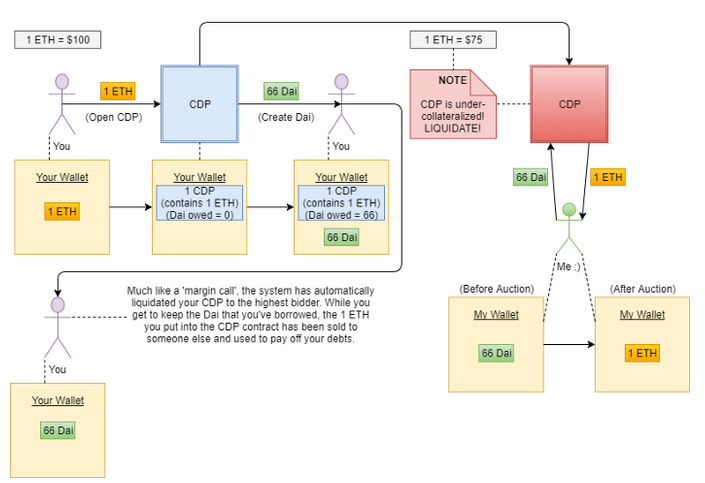 1 ETH = $100
1 ETH = $75
NOTE
CDP is under-
collateralized!
LIQUIDATE!
1 ETH
(Open CDP)
CDP
66 Dai
(Create Dai)
CDP
You
You
Your Wallet
1 ETH
Your Wallet
1 CDP
(contains 1 ETH)
(Dai owed = 0)
Your Wallet
1 CDP
(contains 1 ETH)
(Dai owed = 66)
66 Dai
66 Dai
1 ETH
Me :)
Much like a 'margin call', the system has automatically
liquidated your CDP to the highest bidder. While you
get to keep the Dai that you've borrowed, the 1 ETH
you put into the CDP contract has been sold to
someone else and used to pay off your debts.
(Before Auction)
(After Auction)
My Wallet
66 Dai
My Wallet
1 ETH
You
Your Wallet
66 Dai